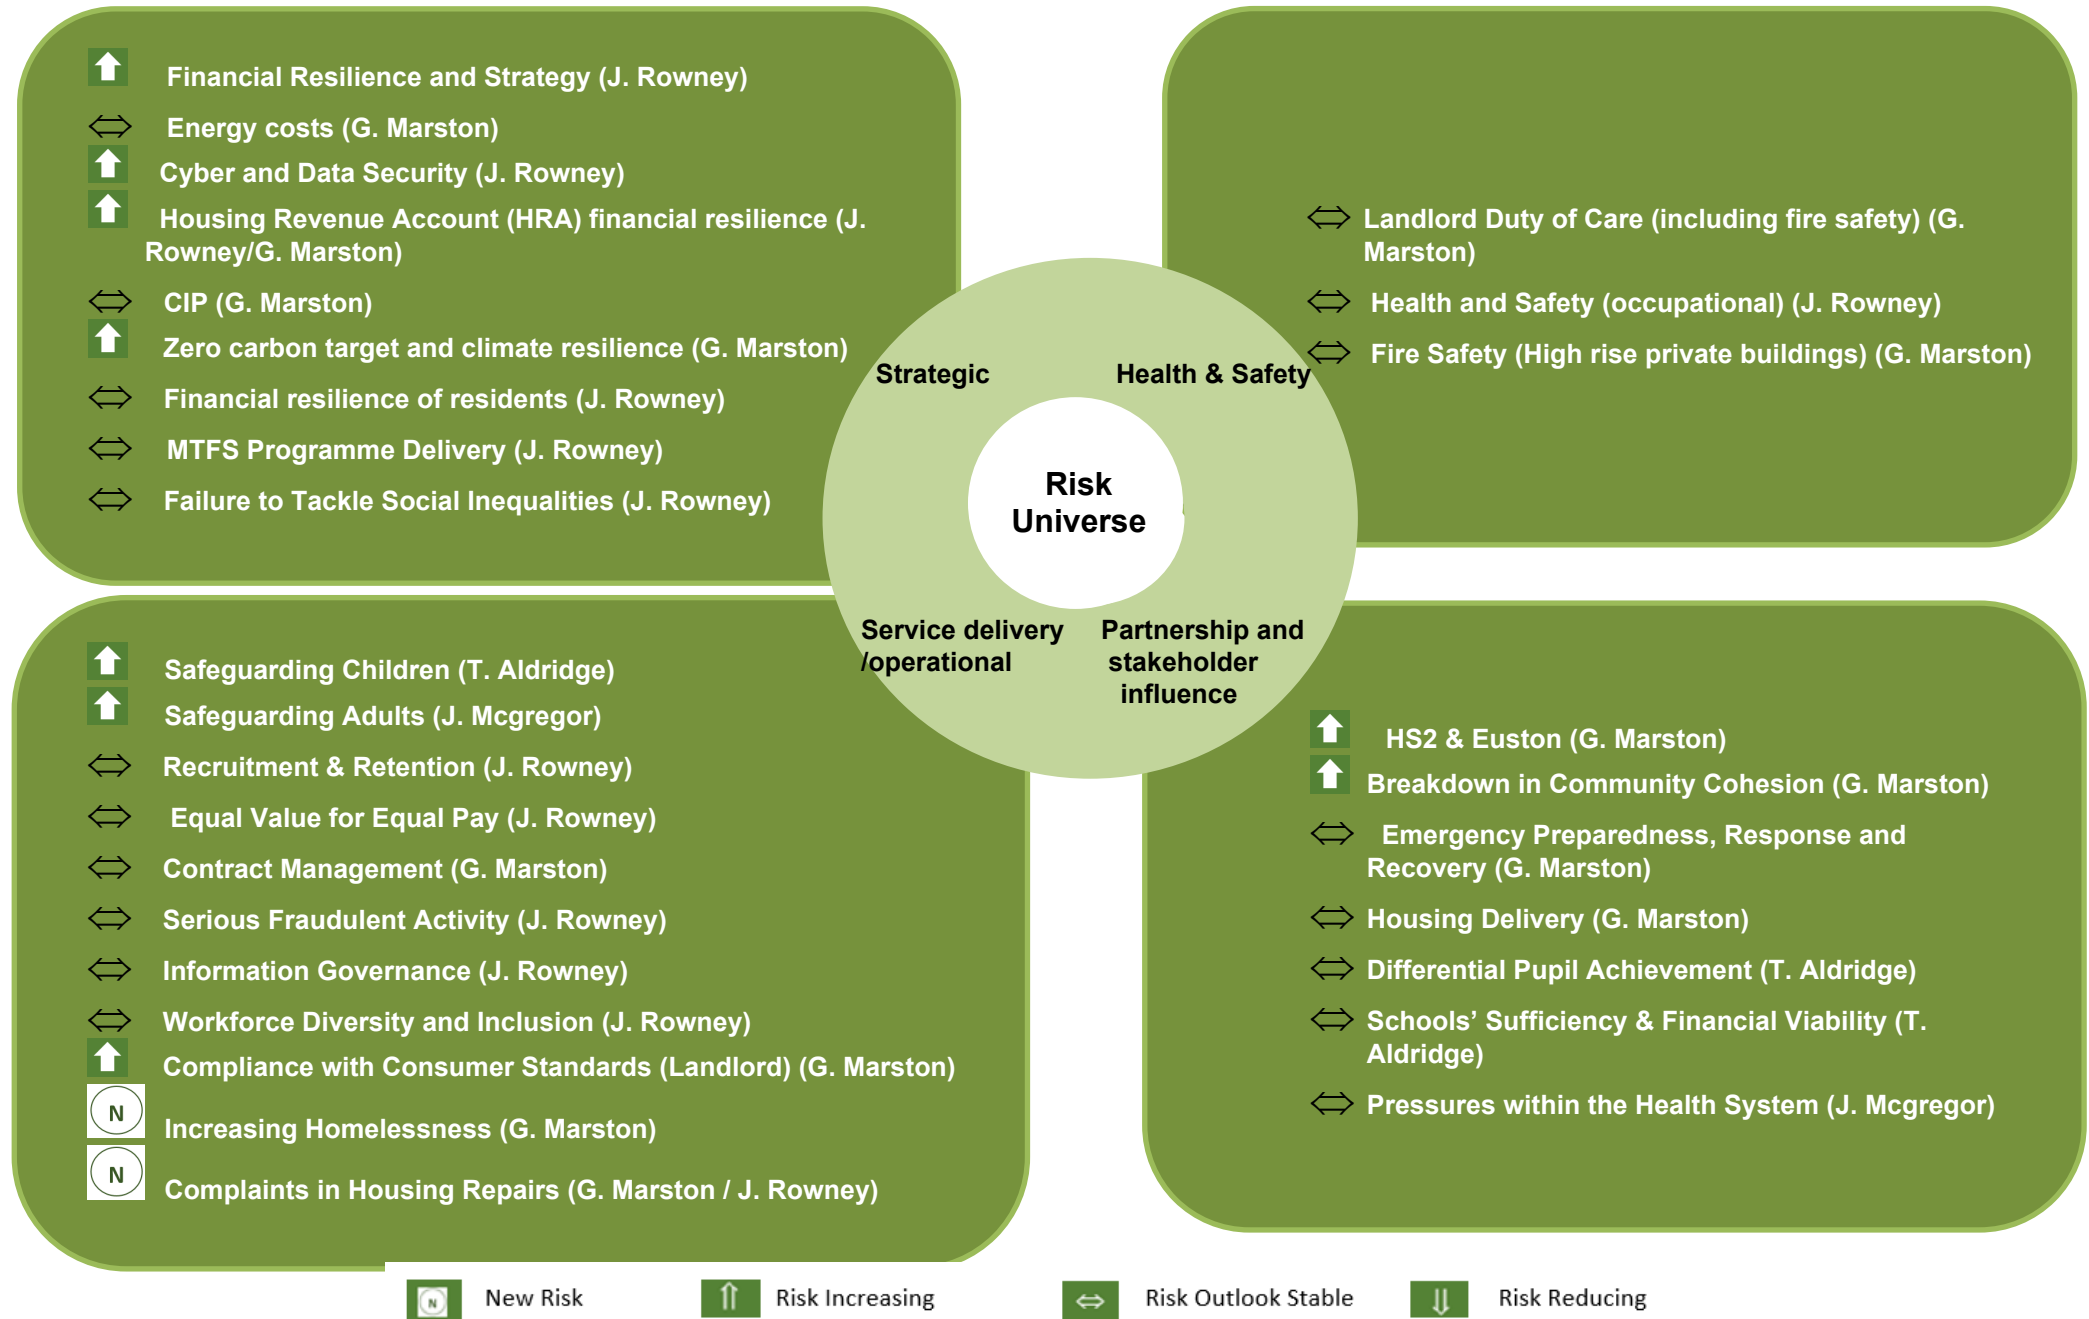 Financial Resilience and Strategy (J. Rowney)
Energy costs (G. Marston)
Cyber and Data Security (J. Rowney)
Housing Revenue Account (HRA) financial resilience (J.
Rowney/G. Marston)
CIP (G. Marston)
Zero carbon target and climate resilience (G. Marston)
Financial resilience of residents (J. Rowney)
MTFS Programme Delivery (J. Rowney)
Failure to Tackle Social Inequalities (J. Rowney)
Landlord Duty of Care (including fire safety) (G.
Marston)
Health and Safety (occupational) (J. Rowney)
Fire Safety (High rise private buildings) (G. Marston)
Strategic
Health & Safety
Risk
Universe
Service delivery
/operational
Partnership and
stakeholder
influence
Safeguarding Children (T. Aldridge)
Safeguarding Adults (J. Mcgregor)
Recruitment & Retention (J. Rowney)
Equal Value for Equal Pay (J. Rowney)
Contract Management (G. Marston)
Serious Fraudulent Activity (J. Rowney)
Information Governance (J. Rowney)
Workforce Diversity and Inclusion (J. Rowney)
Compliance with Consumer Standards (Landlord) (G. Marston)
N
Increasing Homelessness (G. Marston)
N
Complaints in Housing Repairs (G. Marston / J. Rowney)
HS2 & Euston (G. Marston)
Breakdown in Community Cohesion (G. Marston)
Emergency Preparedness, Response and
Recovery (G. Marston)
Housing Delivery (G. Marston)
Differential Pupil Achievement (T. Aldridge)
Schools’ Sufficiency & Financial Viability (T.
Aldridge)
Pressures within the Health System (J. Mcgregor)
N New Risk
Risk Increasing
Risk Outlook Stable
Risk Reducing